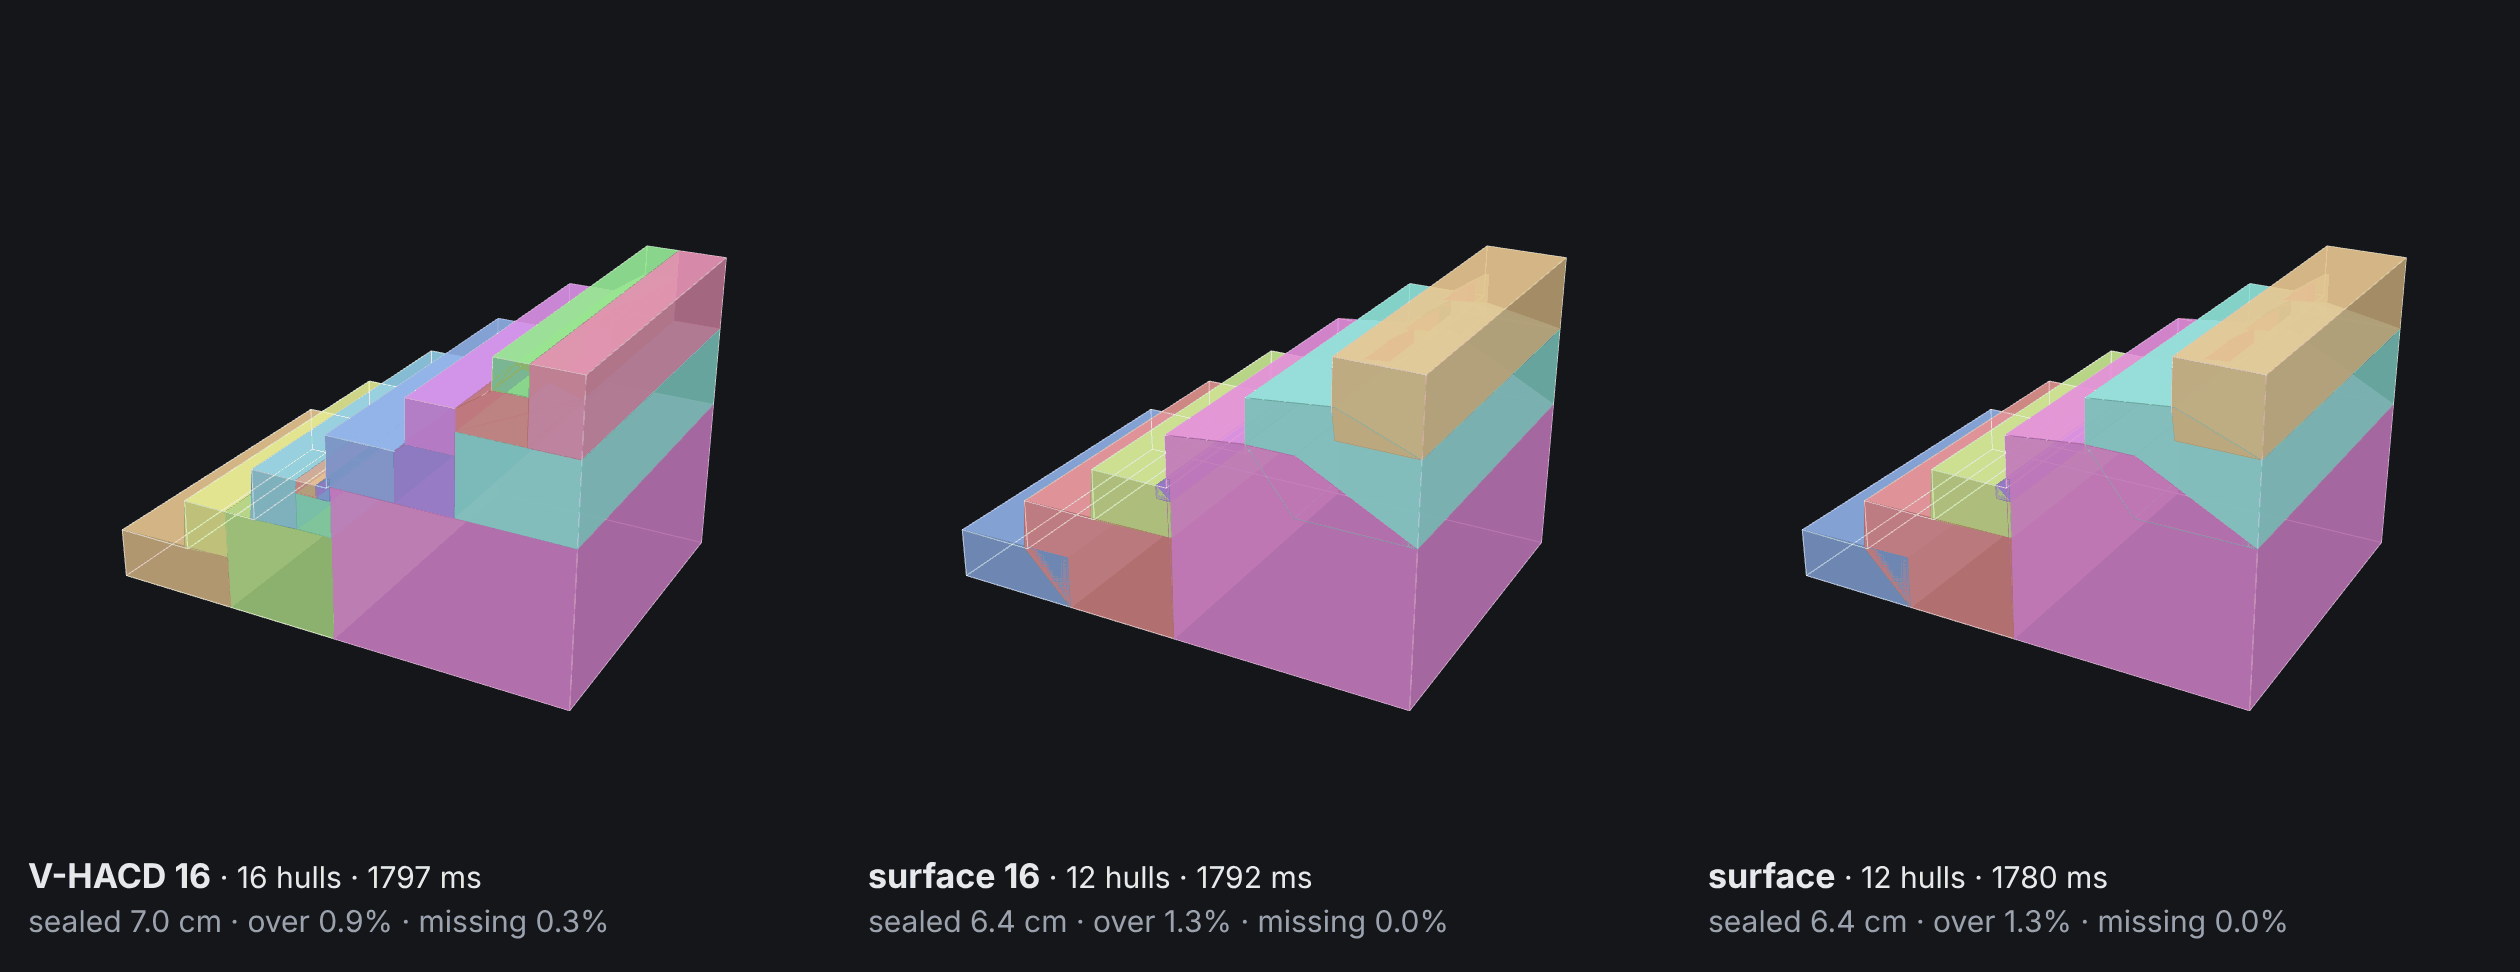 V-HACD 16 · 16 hulls · 1797 ms
sealed 7.0 cm · over 0.9% · missing 0.3%
surface 16 · 12 hulls · 1792 ms
sealed 6.4 cm · over 1.3% · missing 0.0%
surface · 12 hulls · 1780 ms
sealed 6.4 cm · over 1.3% · missing 0.0%